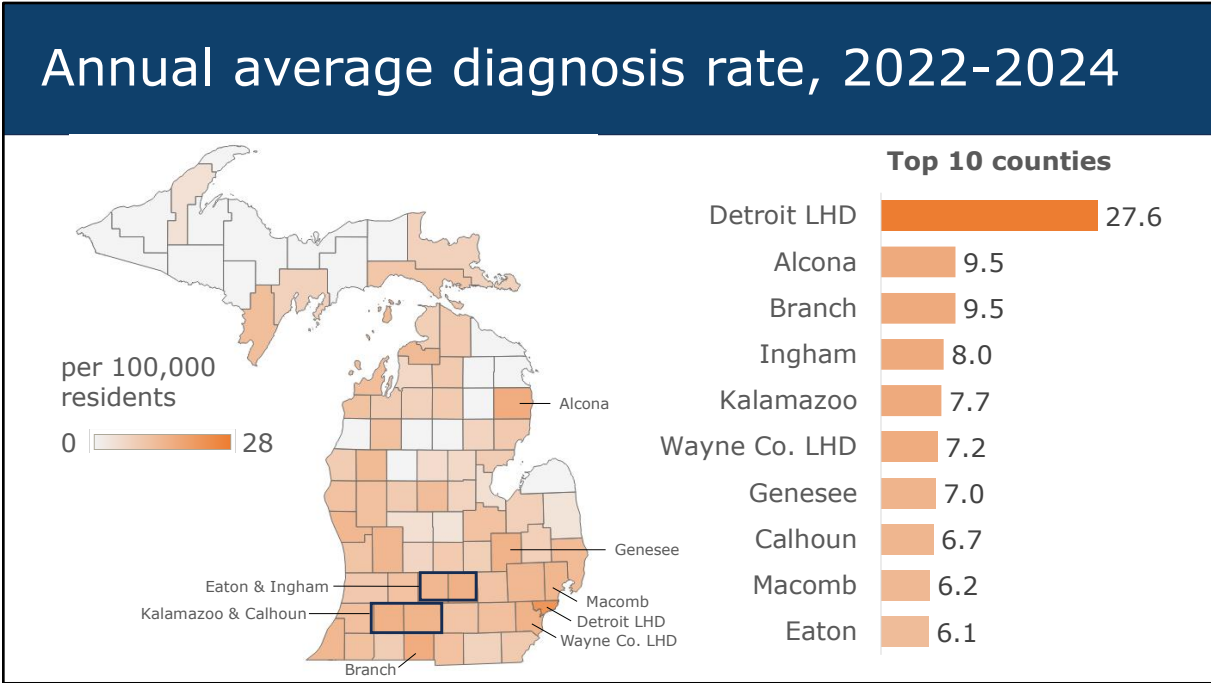 Annual average diagnosis rate, 2022-2024
per 100,000
residents
0 28
Alcona
Genesee
Eaton & Ingham
Kalamazoo & Calhoun
Macomb
Detroit LHD
Wayne Co. LHD
Branch
Top 10 counties
Detroit LHD 27.6
Alcona 9.5
Branch 9.5
Ingham 8.0
Kalamazoo 7.7
Wayne Co. LHD 7.2
Genesee 7.0
Calhoun 6.7
Macomb 6.2
Eaton 6.1